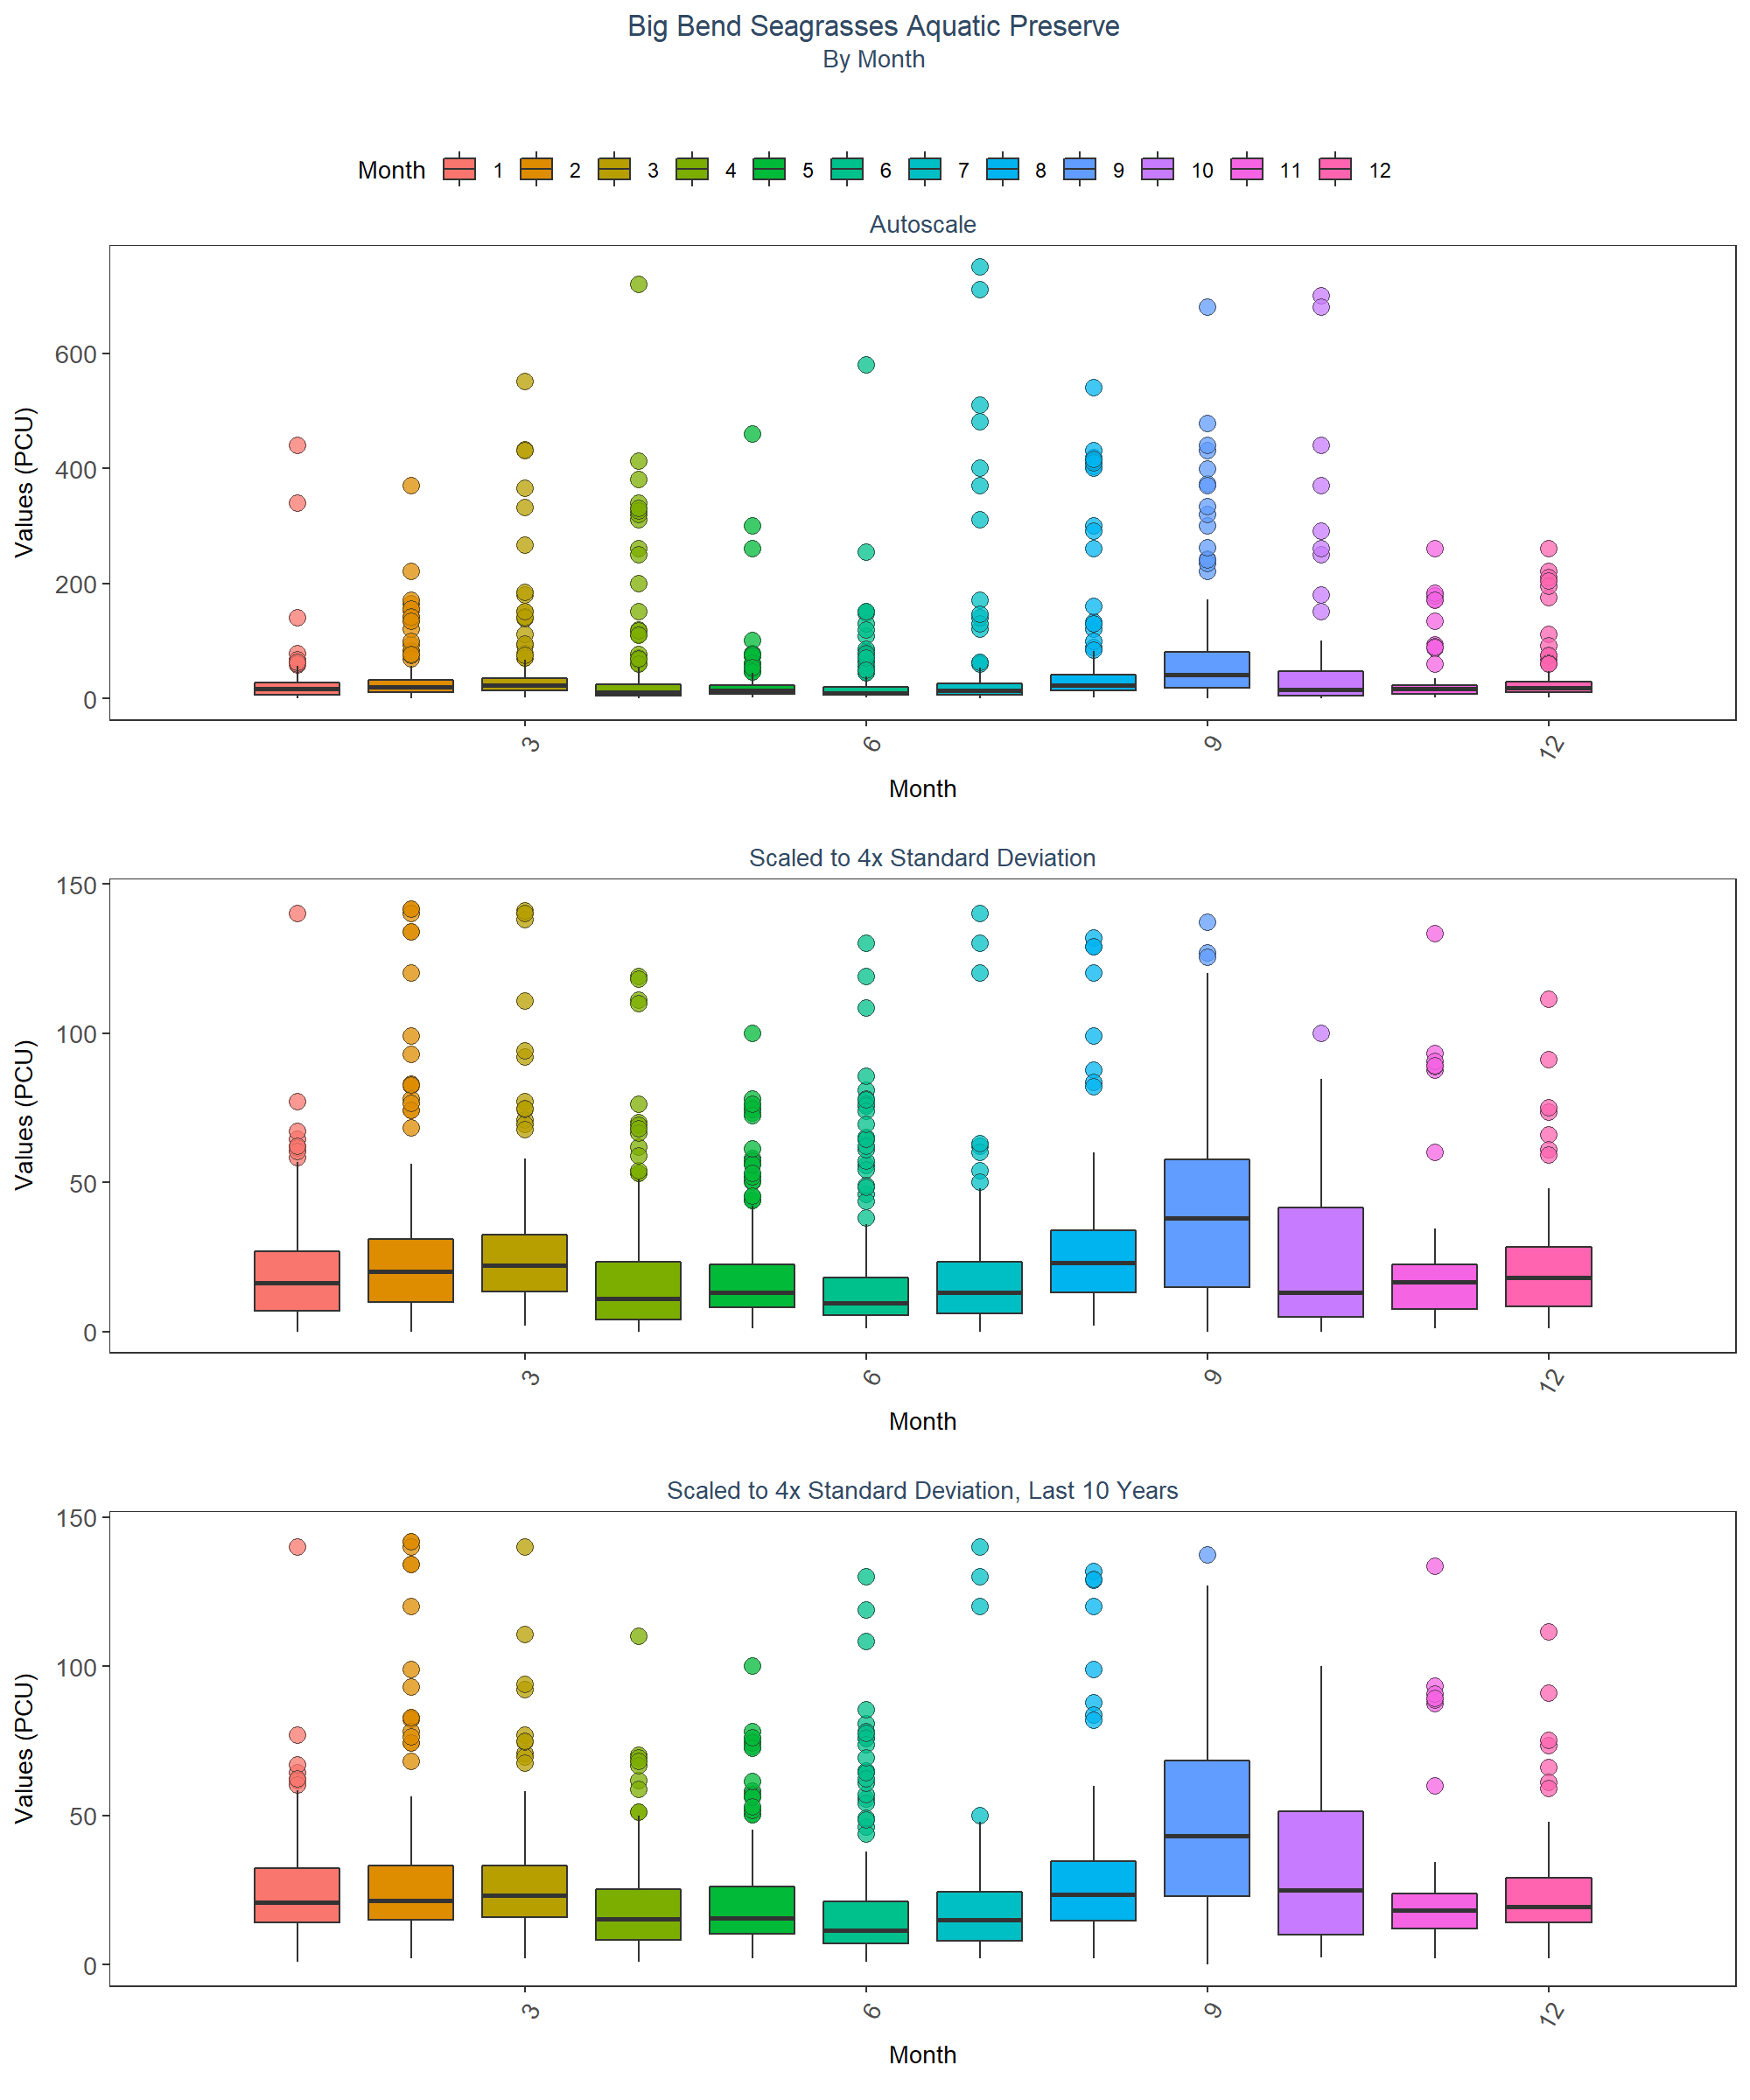 Big Bend Seagrasses Aquatic Preserve
By Month
Month 1 2 3 4 5 6 7 8 9 10 11 12
Autoscale
Values (PCU)
600
400
200
0
3 6 9 12
Month
Scaled to 4x Standard Deviation
Values (PCU)
150
100
50
0
3 6 9 12
Month
Scaled to 4x Standard Deviation, Last 10 Years
Values (PCU)
150
100
50
0
3 6 9 12
Month